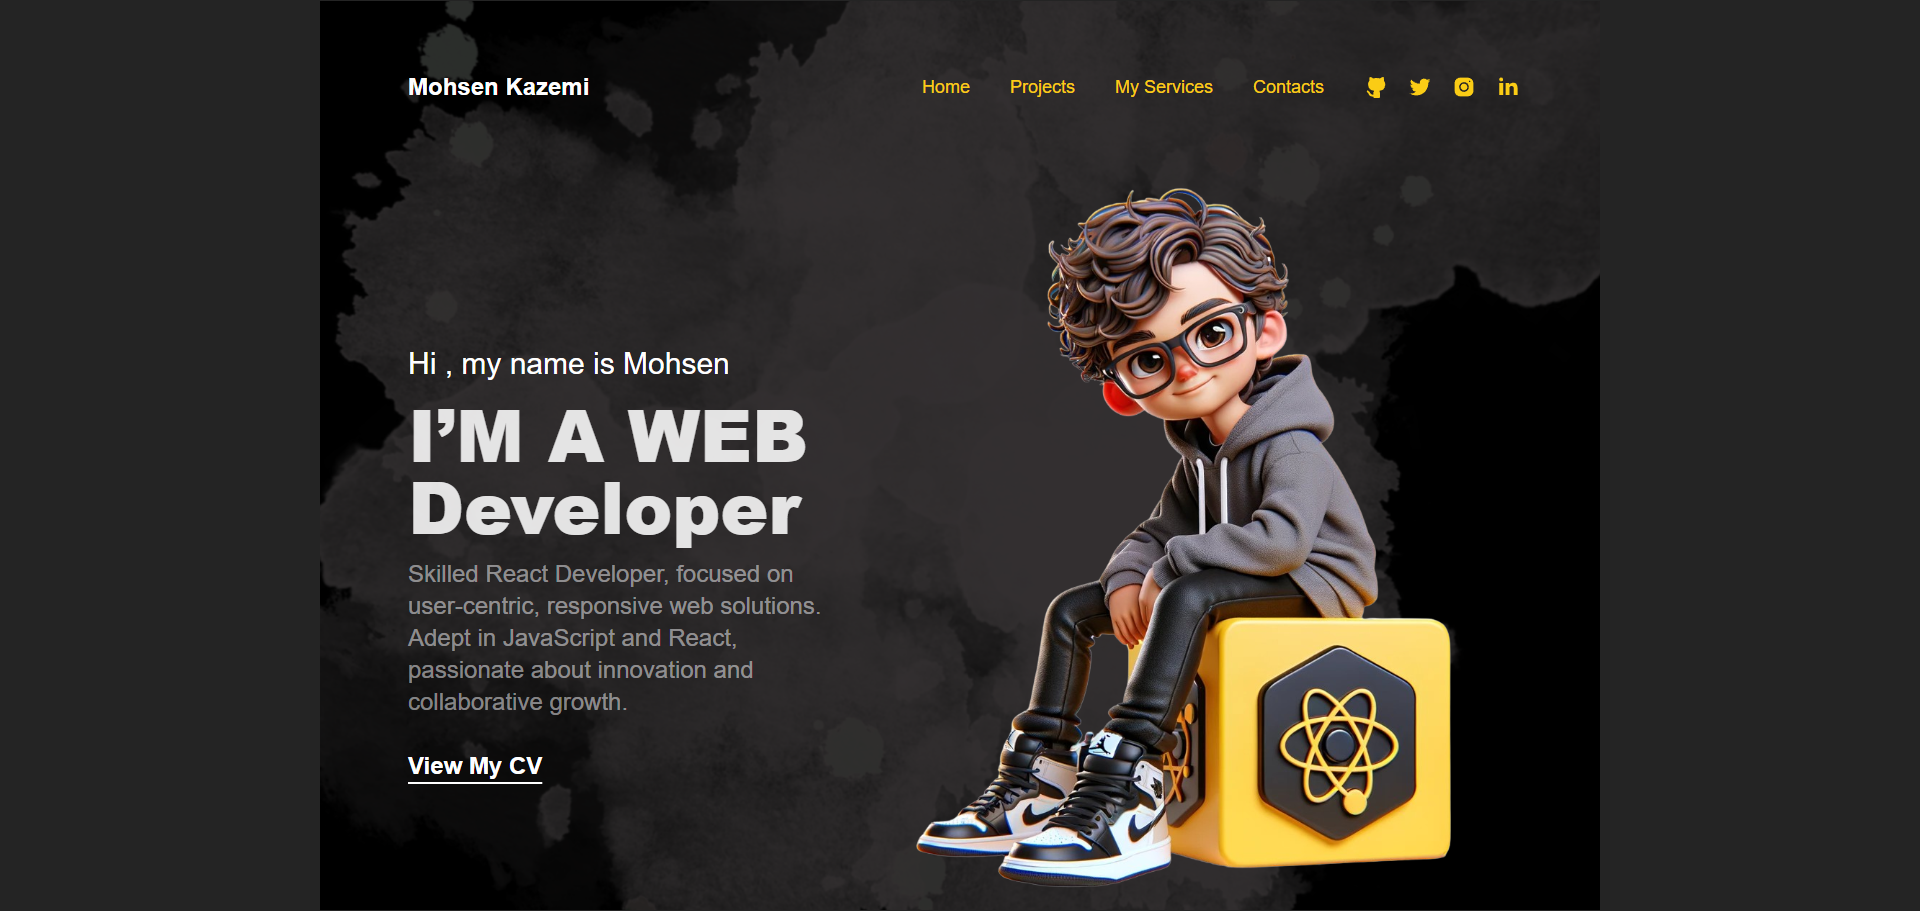 Mohsen Kazemi
Home Projects My Services Contacts
Hi , my name is Mohsen
I’M A WEB
Developer
Skilled React Developer, focused on
user-centric, responsive web solutions.
Adept in JavaScript and React,
passionate about innovation and
collaborative growth.
View My CV